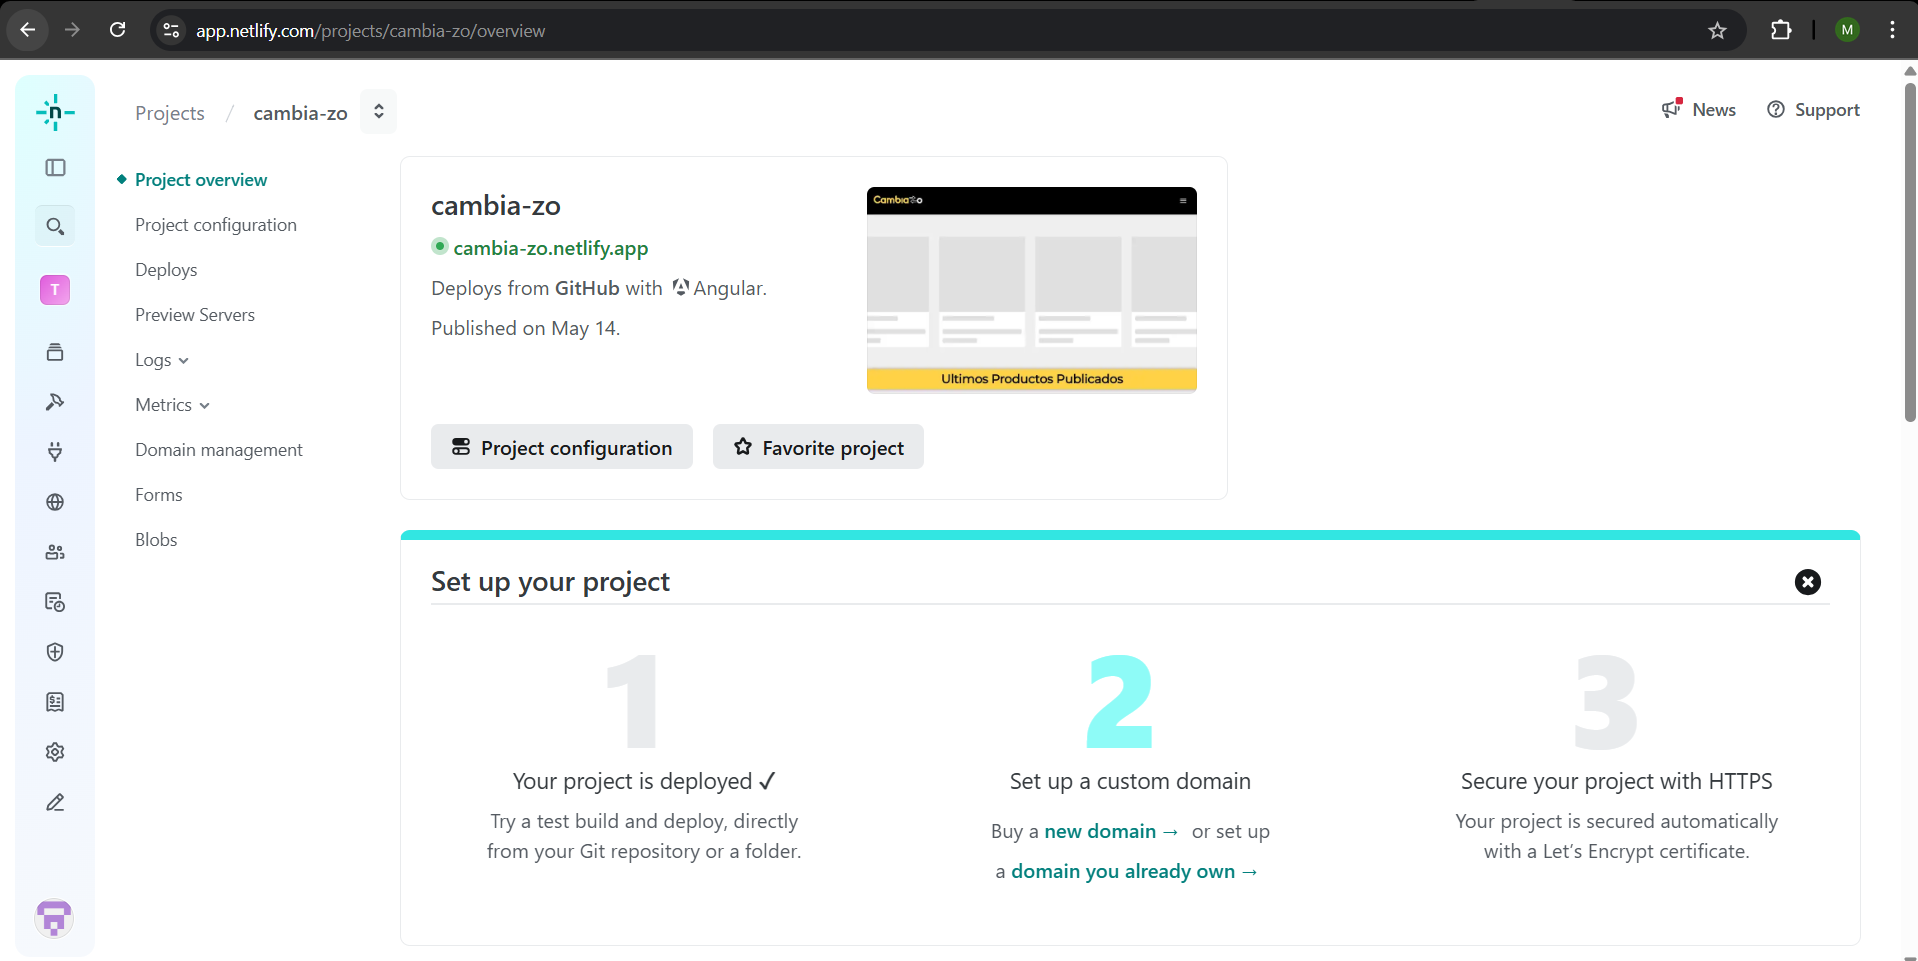 app.netlify.com/projects/cambia-zo/overview
M
n
Projects / cambia-zo
News
Support
T
Project overview
Project configuration
Deploys
Preview Servers
Logs
Metrics
Domain management
Forms
Blobs
cambia-zo
cambia-zo.netlify.app
Deploys from GitHub with Angular.
Published on May 14.
CambiaZo
Ultimos Productos Publicados
Project configuration
Favorite project
Set up your project
1
Your project is deployed ✓
Try a test build and deploy, directly
from your Git repository or a folder.
2
Set up a custom domain
Buy a new domain → or set up
a domain you already own →
3
Secure your project with HTTPS
Your project is secured automatically
with a Let’s Encrypt certificate.